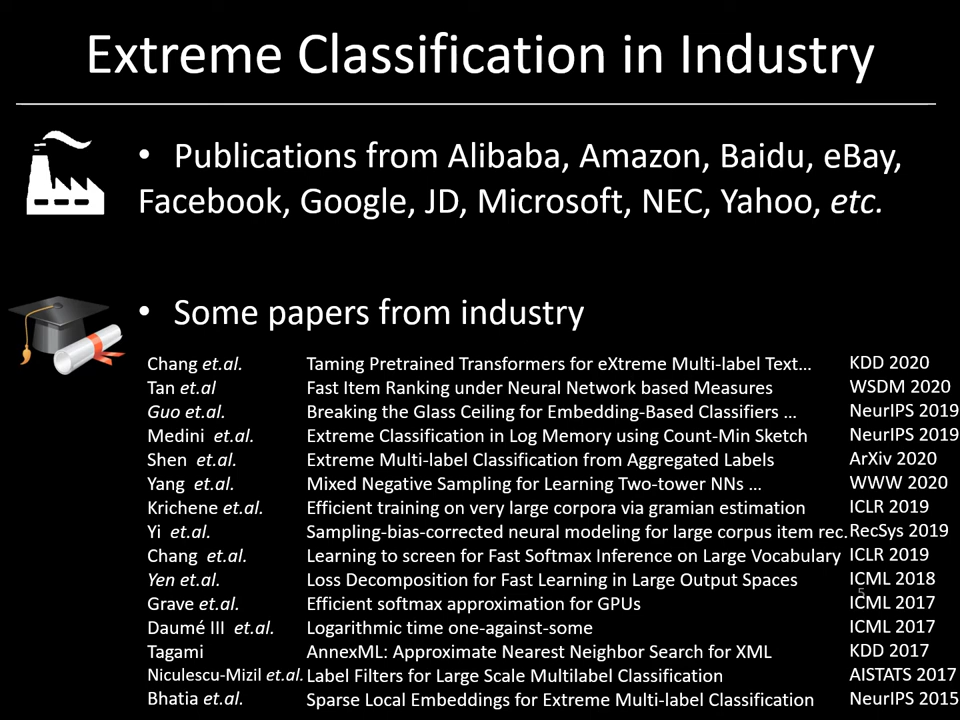 Extreme Classification in Industry
• Publications from Alibaba, Amazon, Baidu, eBay,
Facebook, Google, JD, Microsoft, NEC, Yahoo, etc.
• Some papers from industry
Chang et.al. Taming Pretrained Transformers for eXtreme Multi-label Text… KDD 2020
Tan et.al Fast Item Ranking under Neural Network based Measures WSDM 2020
Guo et.al. Breaking the Glass Ceiling for Embedding-Based Classifiers … NeurIPS 2019
Medini et.al. Extreme Classification in Log Memory using Count-Min Sketch NeurIPS 2019
Shen et.al. Extreme Multi-label Classification from Aggregated Labels ArXiv 2020
Yang et.al. Mixed Negative Sampling for Learning Two-tower NNs … WWW 2020
Krichene et.al. Efficient training on very large corpora via gramian estimation ICLR 2019
Yi et.al. Sampling-bias-corrected neural modeling for large corpus item rec. RecSys 2019
Chang et.al. Learning to screen for Fast Softmax Inference on Large Vocabulary ICLR 2019
Yen et.al. Loss Decomposition for Fast Learning in Large Output Spaces ICML 2018
5
Grave et.al. Efficient softmax approximation for GPUs ICML 2017
Daumé III et.al. Logarithmic time one-against-some ICML 2017
Tagami AnnexML: Approximate Nearest Neighbor Search for XML KDD 2017
Niculescu-Mizil et.al. Label Filters for Large Scale Multilabel Classification AISTATS 2017
Bhatia et.al. Sparse Local Embeddings for Extreme Multi-label Classification NeurIPS 2015